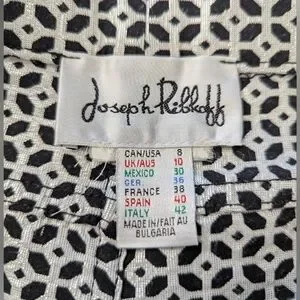 Joseph Ribkoff
CAN/USA 8
UK/AUS 10
MEXICO 30
GER 36
FRANCE 38
SPAIN 40
ITALY 42
MADE IN/FAIT AU
BULGARIA